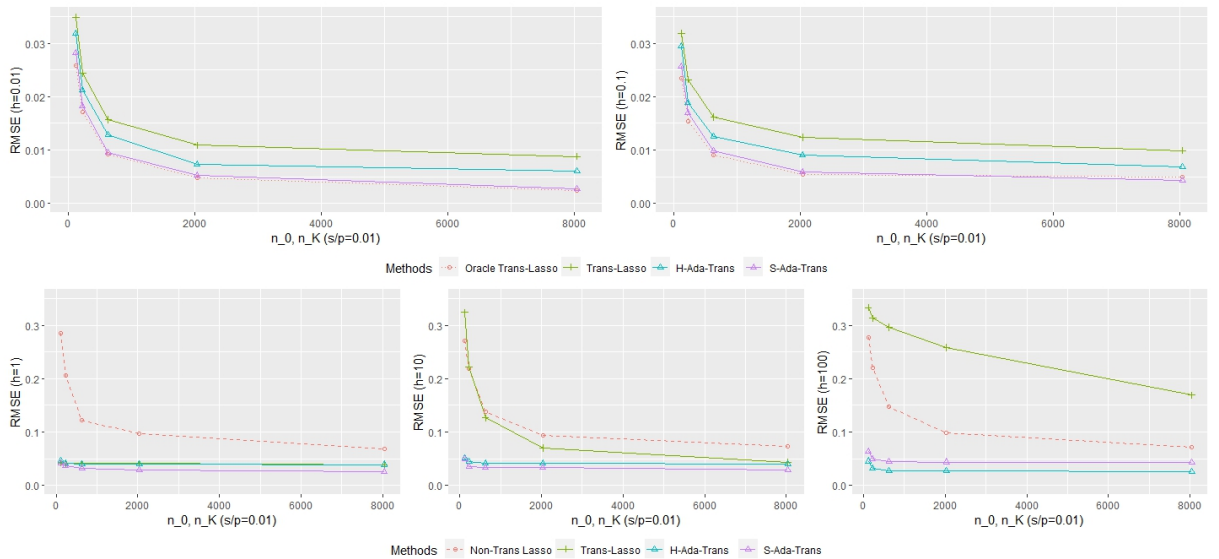 RMSE (h=0.01)
0.03
0.02
0.01
0.00
0 2000 4000 6000 8000
n_0, n_K (s/p=0.01)
RMSE (h=0.1)
0.03
0.02
0.01
0.00
0 2000 4000 6000 8000
n_0, n_K (s/p=0.01)
Methods Oracle Trans-Lasso Trans-Lasso H-Ada-Trans S-Ada-Trans
RMSE (h=1)
0.3
0.2
0.1
0.0
0 2000 4000 6000 8000
n_0, n_K (s/p=0.01)
RMSE (h=10)
0.3
0.2
0.1
0.0
0 2000 4000 6000 8000
n_0, n_K (s/p=0.01)
RMSE (h=100)
0.3
0.2
0.1
0.0
0 2000 4000 6000 8000
n_0, n_K (s/p=0.01)
Methods Non-Trans Lasso Trans-Lasso H-Ada-Trans S-Ada-Trans